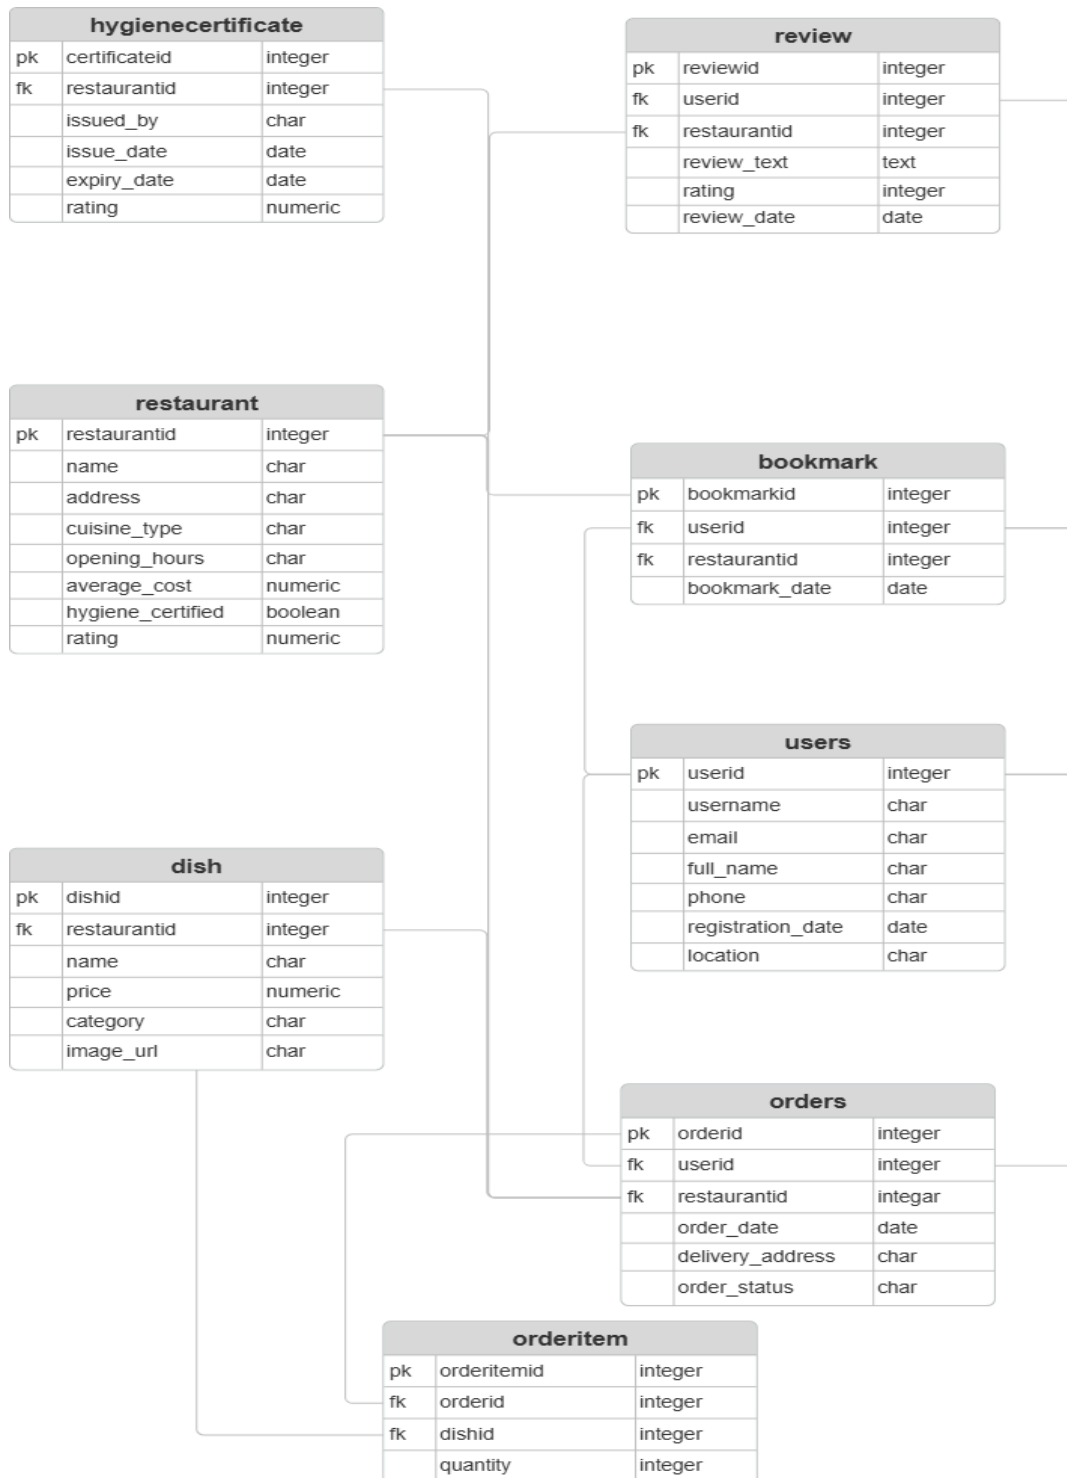 hygienecertificate
pk certificateid integer
fk restaurantid integer
issued_by char
issue_date date
expiry_date date
rating numeric
review
pk reviewid integer
fk userid integer
fk restaurantid integer
review_text text
rating integer
review_date date
restaurant
pk restaurantid integer
name char
address char
cuisine_type char
opening_hours char
average_cost numeric
hygiene_certified boolean
rating numeric
bookmark
pk bookmarkid integer
fk userid integer
fk restaurantid integer
bookmark_date date
users
pk userid integer
username char
email char
full_name char
phone char
registration_date date
location char
dish
pk dishid integer
fk restaurantid integer
name char
price numeric
category char
image_url char
orders
pk orderid integer
fk userid integer
fk restaurantid integar
order_date date
delivery_address char
order_status char
orderitem
pk orderitemid integer
fk orderid integer
fk dishid integer
quantity integer